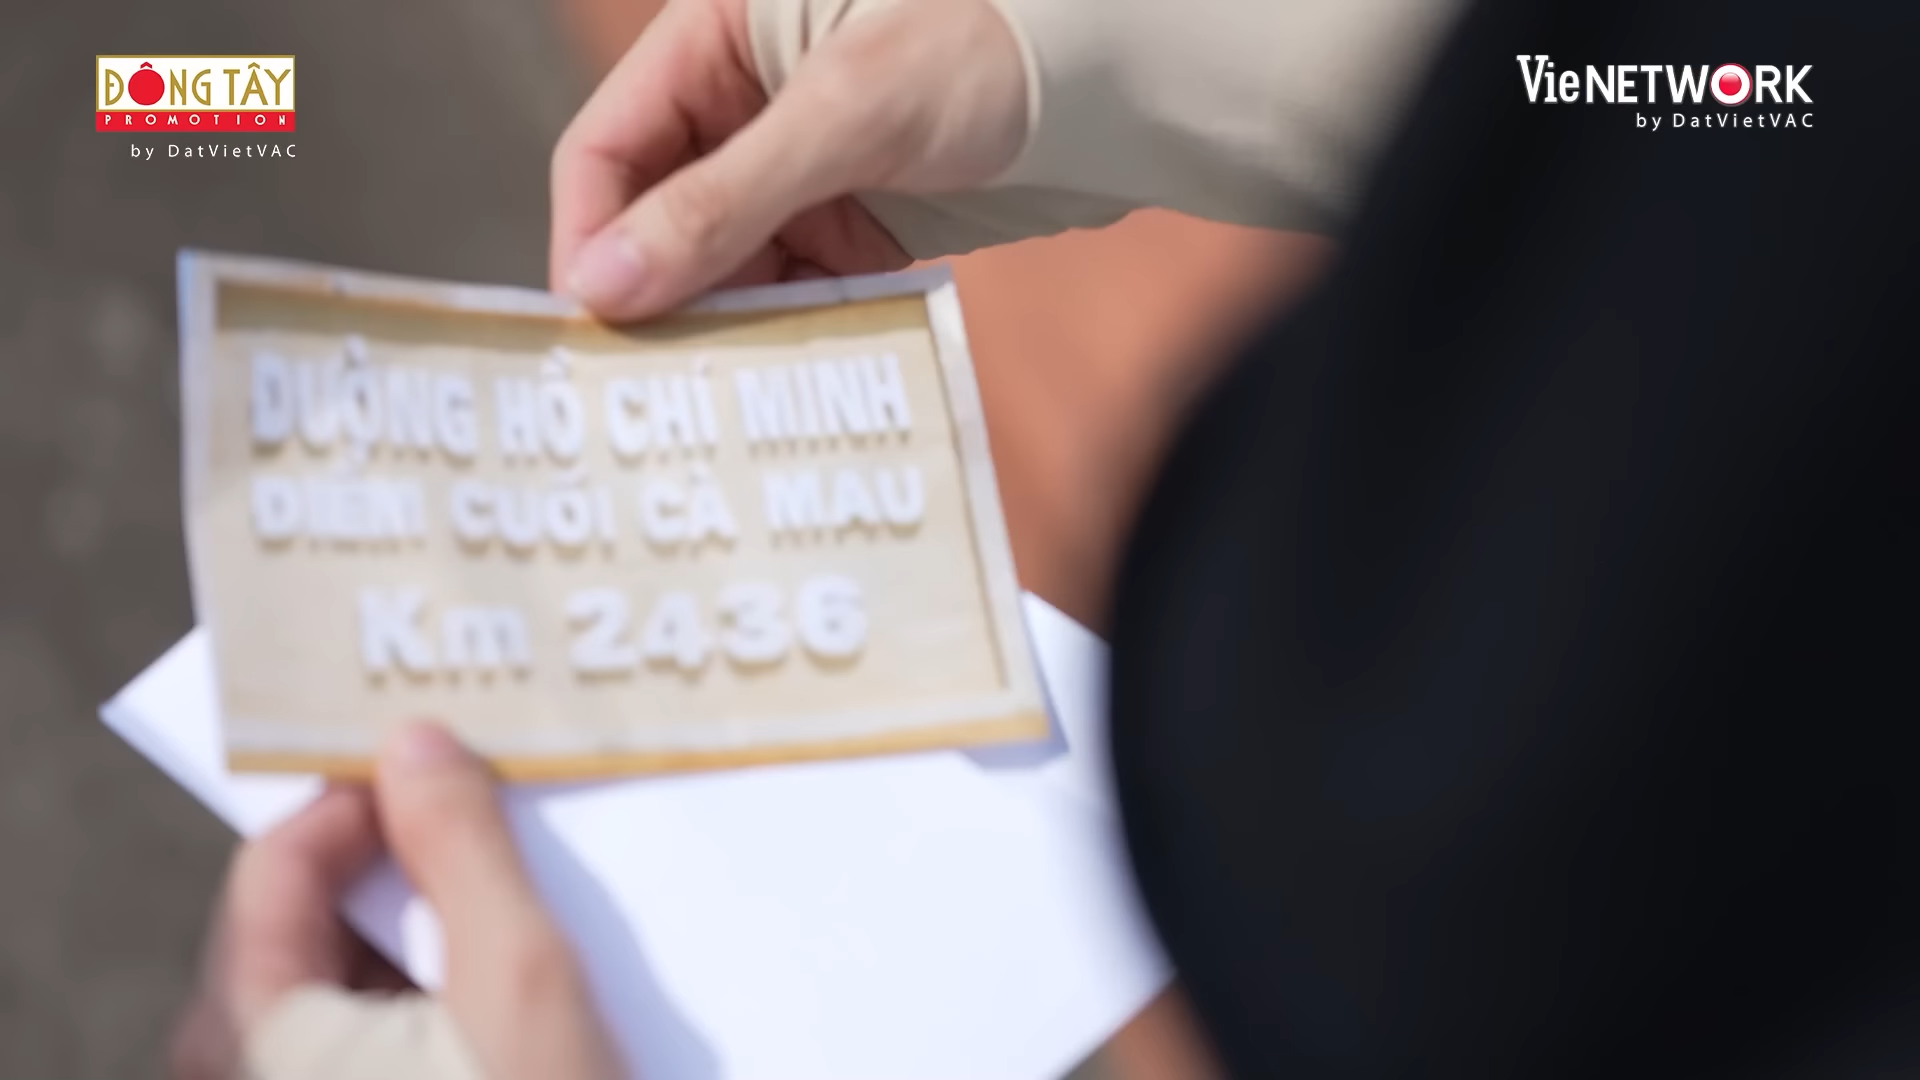 ĐÔNG TÂY
PROMOTION
by DatVietVAC
VieNETWORK
by DatVietVAC
ĐƯỜNG HỒ CHÍ MINH
ĐIỂM CUỐI CÀ MAU
Km 2436